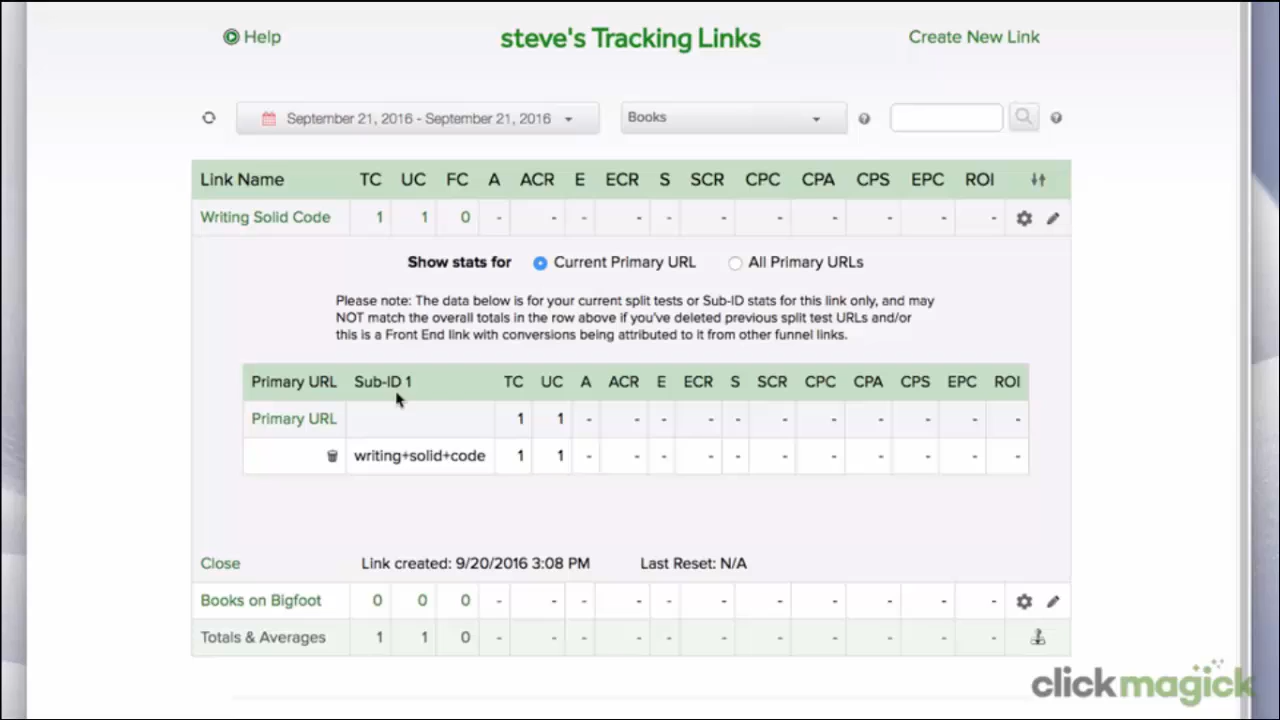 Help
steve's Tracking Links
Create New Link
September 21, 2016 - September 21, 2016
Books
Link Name TC UC FC A ACR E ECR S SCR CPC CPA CPS EPC ROI
Writing Solid Code 1 1 0 - - - - - - - - - - -
Show stats for Current Primary URL All Primary URLs
Please note: The data below is for your current split tests or Sub-ID stats for this link only, and may
NOT match the overall totals in the row above if you've deleted previous split test URLs and/or
this is a Front End link with conversions being attributed to it from other funnel links.
Primary URL Sub-ID 1 TC UC A ACR E ECR S SCR CPC CPA CPS EPC ROI
Primary URL 1 1 - - - - - - - - - - -
writing+solid+code 1 1 - - - - - - - - - - -
Close Link created: 9/20/2016 3:08 PM Last Reset: N/A
Books on Bigfoot 0 0 0 - - - - - - - - - - -
Totals & Averages 1 1 0 - - - - - - - - - - -
clickmagick